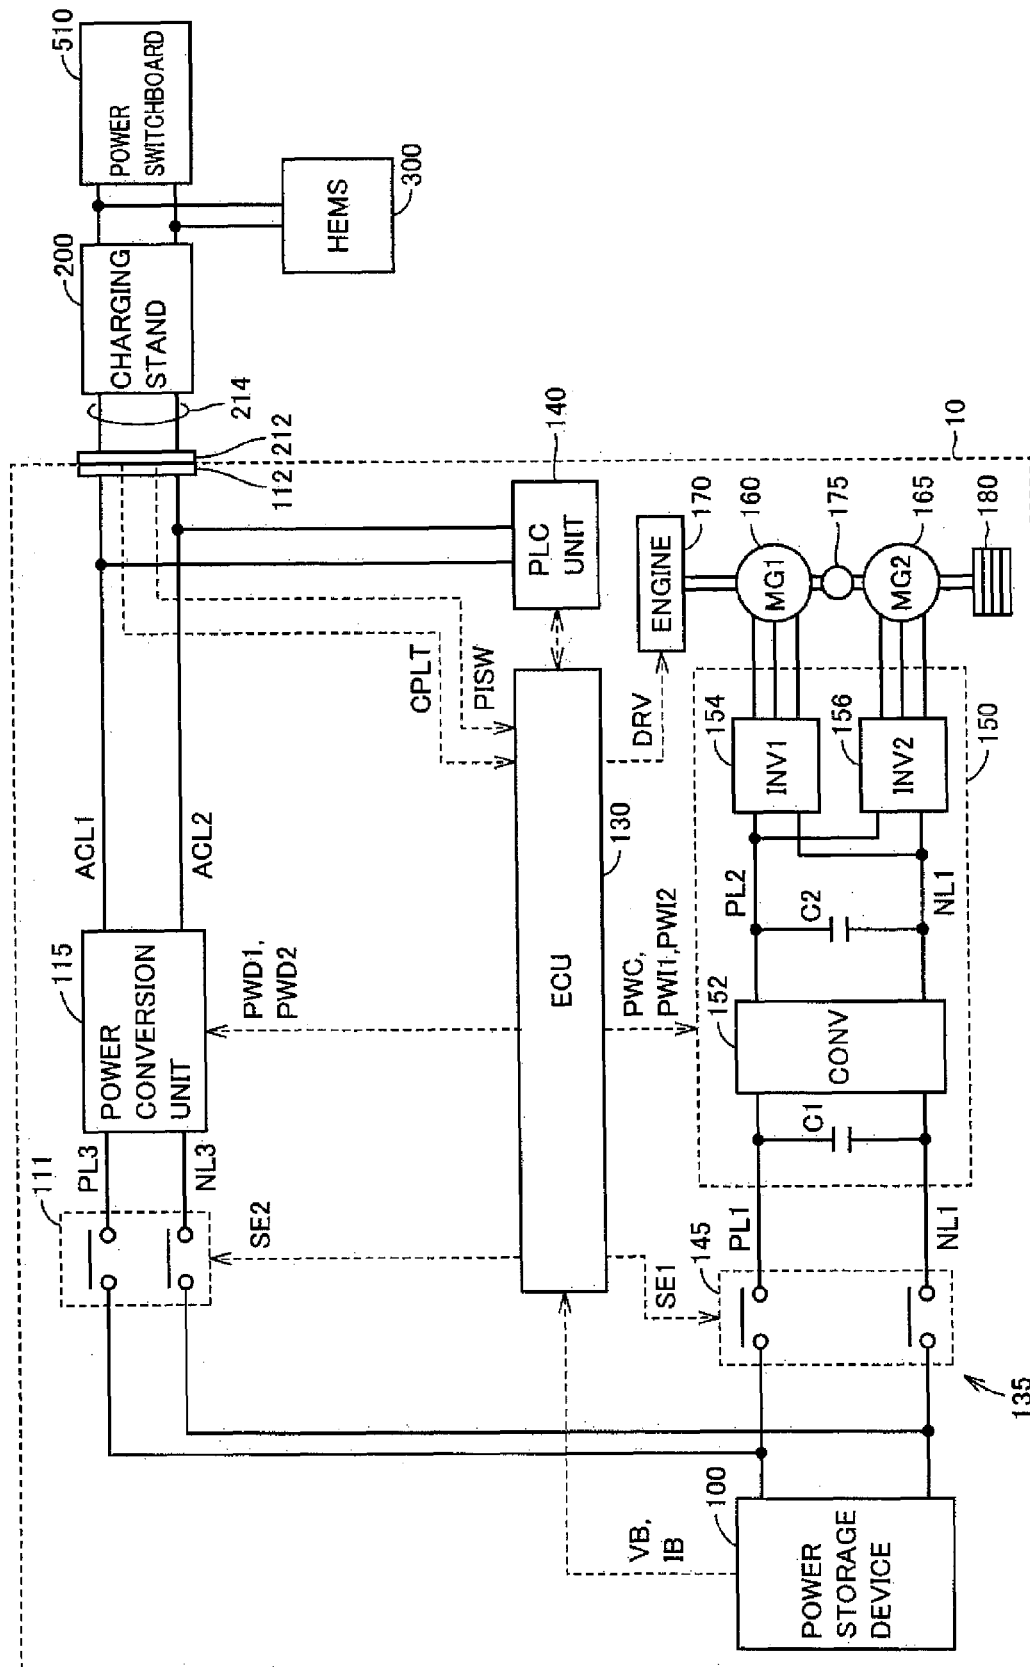 510
POWER
SWITCHBOARD
300
HEMS
200
CHARGING
STAND
214
212
112
140
PLC
UNIT
10
170
ENGINE
160
MG1
175
165
MG2
180
CPLT
PISW
DRV
154
INV1
156
INV2
150
ACL1
ACL2
130
ECU
PL2
NL1
C2
115
POWER
CONVERSION
UNIT
PWD1,
PWD2
PWC,
PWI1,PWI2
152
CONV
C1
111
PL3
NL3
SE2
SE1
145
PL1
NL1
135
100
POWER
STORAGE
DEVICE
VB,
IB